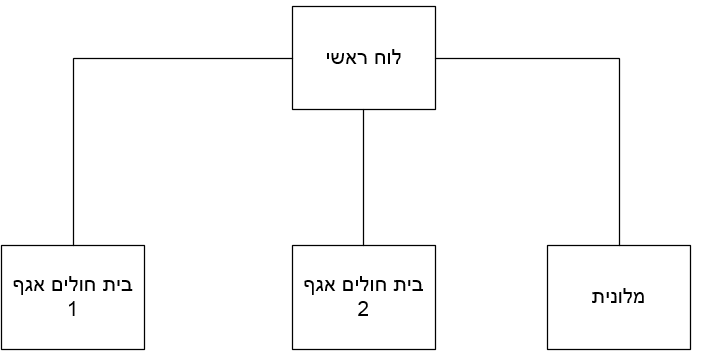 לוח ראשי
בית חולים אגף
1
בית חולים אגף
2
מלונית